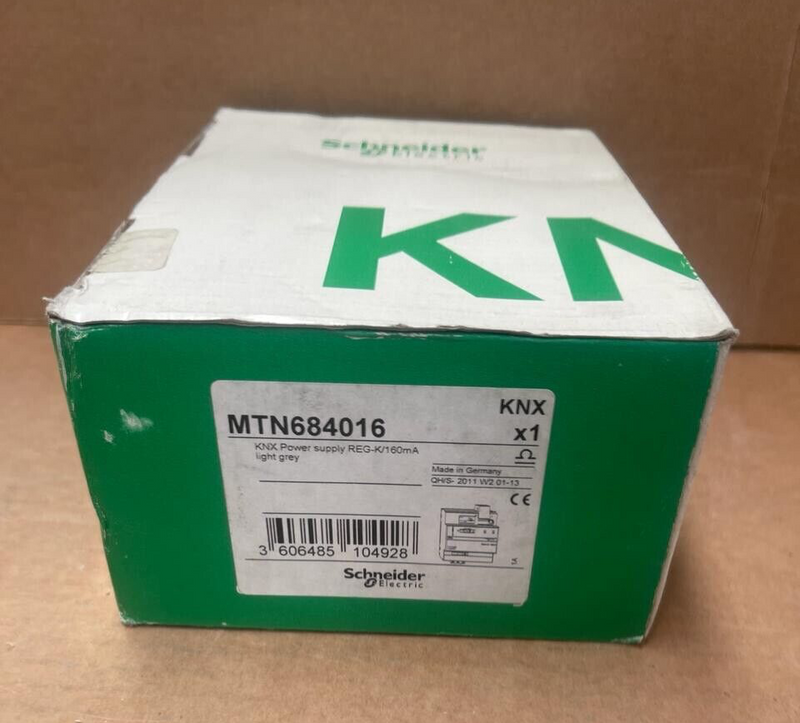 Schneider
Electric
KN
KNX
MTN684016
x1
KNX Power supply REG-K/160mA
light grey
Made in Germany
QH/S- 2011 W2 01-13
CE
3 606485 104928
Schneider
Electric